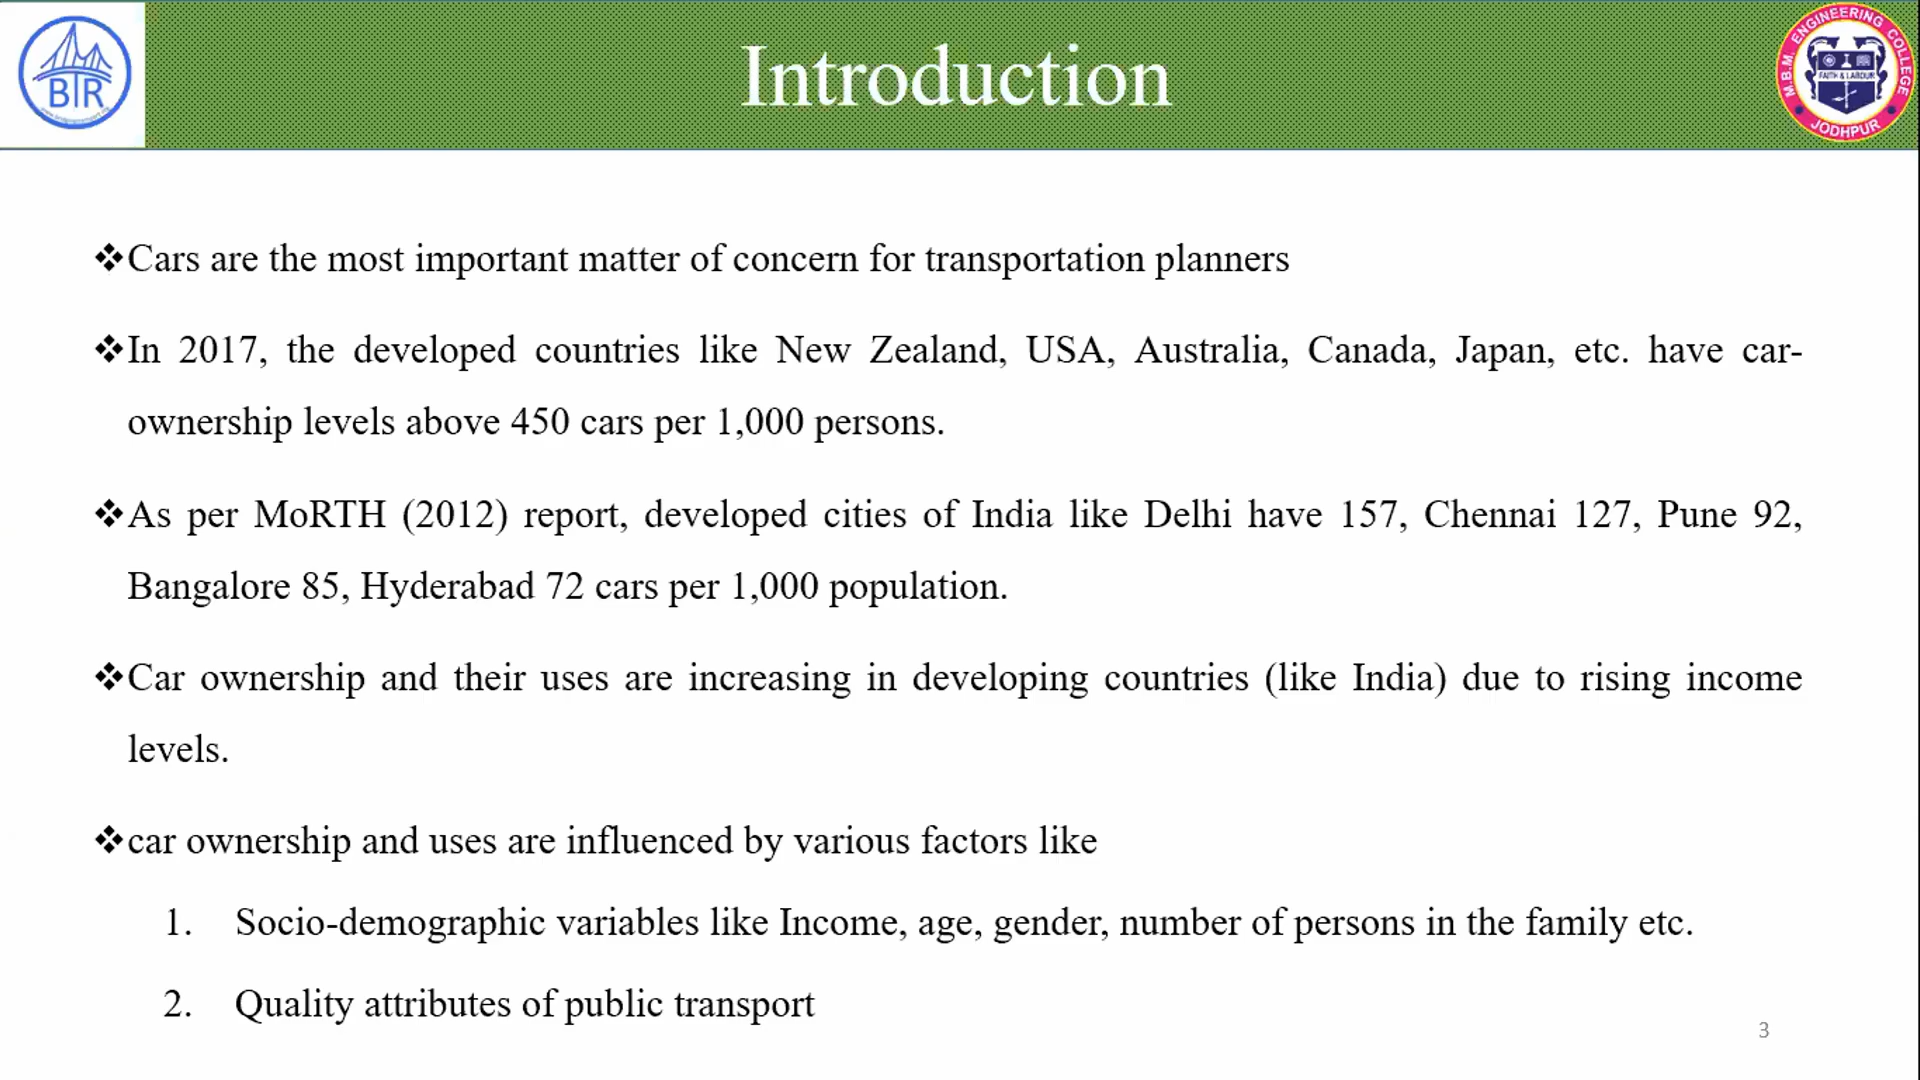 BTR
Introduction
M.B.M. ENGINEERING COLLEGE
FAITH & LABOUR
JODHPUR
❖Cars are the most important matter of concern for transportation planners
❖In 2017, the developed countries like New Zealand, USA, Australia, Canada, Japan, etc. have car-
ownership levels above 450 cars per 1,000 persons.
❖As per MoRTH (2012) report, developed cities of India like Delhi have 157, Chennai 127, Pune 92,
Bangalore 85, Hyderabad 72 cars per 1,000 population.
❖Car ownership and their uses are increasing in developing countries (like India) due to rising income
levels.
❖car ownership and uses are influenced by various factors like
1. Socio-demographic variables like Income, age, gender, number of persons in the family etc.
2. Quality attributes of public transport
3